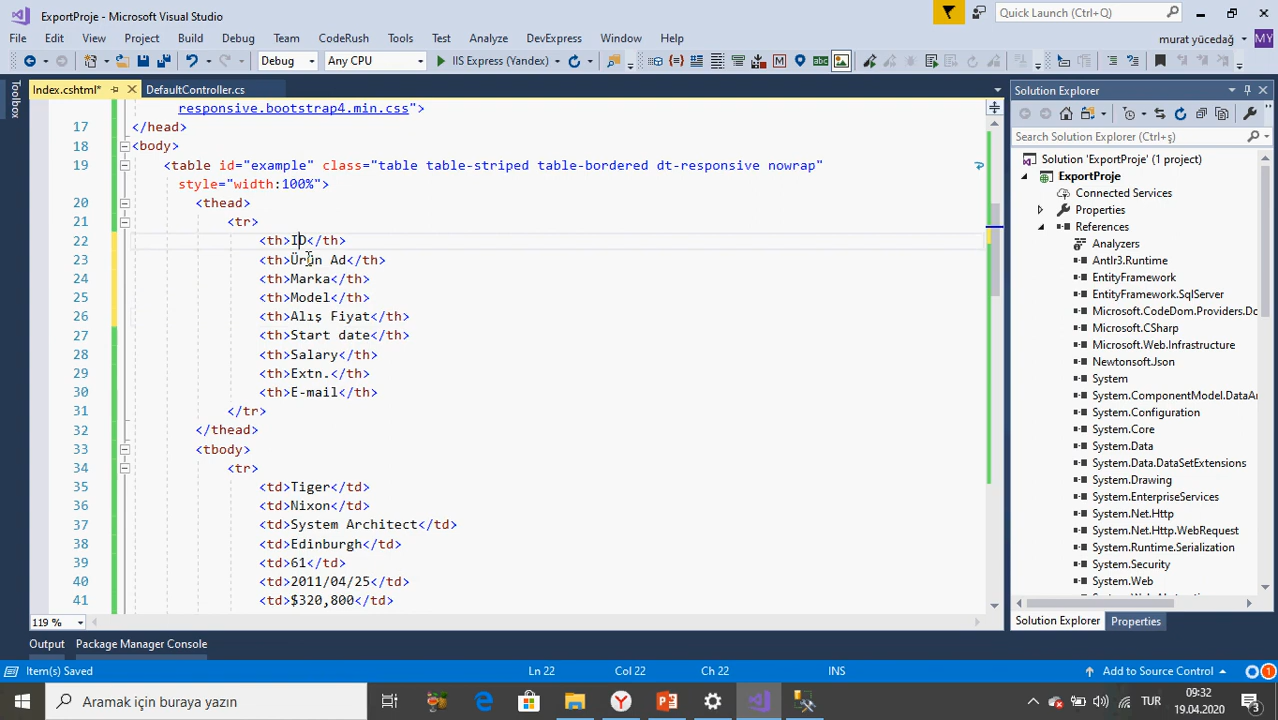 ExportProje - Microsoft Visual Studio
Quick Launch (Ctrl+Q)
File Edit View Project Build Debug Team CodeRush Tools Test Analyze DevExpress Window Help
murat yücedağ MY
Debug Any CPU IIS Express (Yandex)
Toolbox
Index.cshtml* DefaultController.cs
responsive.bootstrap4.min.css">
17 </head>
18 <body>
19 <table id="example" class="table table-striped table-bordered dt-responsive nowrap"
style="width:100%">
20 <thead>
21 <tr>
22 <th>ID</th>
23 <th>Ürün Ad</th>
24 <th>Marka</th>
25 <th>Model</th>
26 <th>Alış Fiyat</th>
27 <th>Start date</th>
28 <th>Salary</th>
29 <th>Extn.</th>
30 <th>E-mail</th>
31 </tr>
32 </thead>
33 <tbody>
34 <tr>
35 <td>Tiger</td>
36 <td>Nixon</td>
37 <td>System Architect</td>
38 <td>Edinburgh</td>
39 <td>61</td>
40 <td>2011/04/25</td>
41 <td>$320,800</td>
119 %
Solution Explorer
Search Solution Explorer (Ctrl+ş)
Solution 'ExportProje' (1 project)
ExportProje
Connected Services
Properties
References
Analyzers
Antlr3.Runtime
EntityFramework
EntityFramework.SqlServer
Microsoft.CodeDom.Providers.Dc
Microsoft.CSharp
Microsoft.Web.Infrastructure
Newtonsoft.Json
System
System.ComponentModel.DataAr
System.Configuration
System.Core
System.Data
System.Data.DataSetExtensions
System.Drawing
System.EnterpriseServices
System.Net.Http
System.Net.Http.WebRequest
System.Runtime.Serialization
System.Security
System.Web
Solution Explorer Properties
Output Package Manager Console
Item(s) Saved Ln 22 Col 22 Ch 22 INS Add to Source Control 1
Aramak için buraya yazın
TUR
09:32
19.04.2020
3